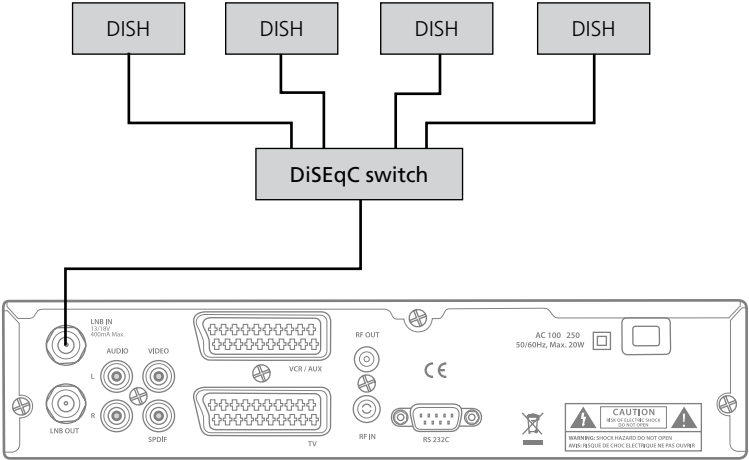 DISH
DISH
DISH
DISH
DiSEqC switch
LNB IN
13/18V
400mA Max.
AUDIO
VIDEO
L
R
LNB OUT
SPDIF
VCR / AUX
TV
RF OUT
RF IN
CE
RS 232C
AC 100 250
50/60Hz, Max. 20W
CAUTION
RISK OF ELECTRIC SHOCK
DO NOT OPEN
WARNING: SHOCK HAZARD DO NOT OPEN
AVIS: RISQUE DE CHOC ELECTRIQUE NE PAS OUVRIR